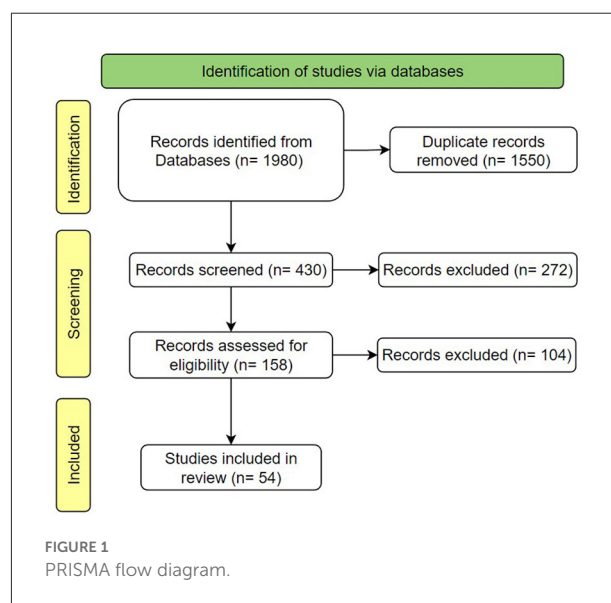 Identification of studies via databases
Identification
Records identified from
Databases (n= 1980)
Duplicate records
removed (n= 1550)
Screening
Records screened (n= 430)
Records excluded (n= 272)
Records assessed for
eligibility (n= 158)
Records excluded (n= 104)
Included
Studies included in
review (n= 54)
FIGURE 1
PRISMA flow diagram.